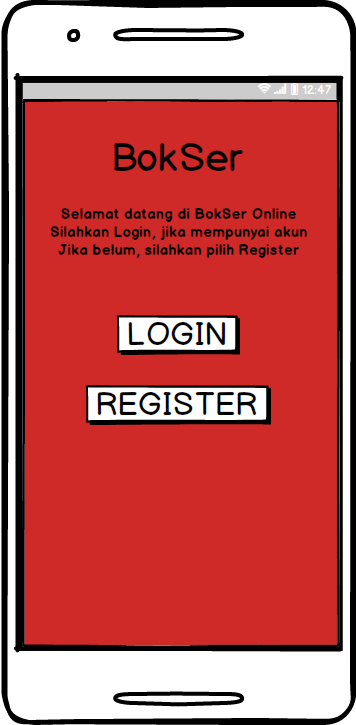 12:47
BokSer
Selamat datang di BokSer Online
Silahkan Login, jika mempunyai akun
Jika belum, silahkan pilih Register
LOGIN
REGISTER